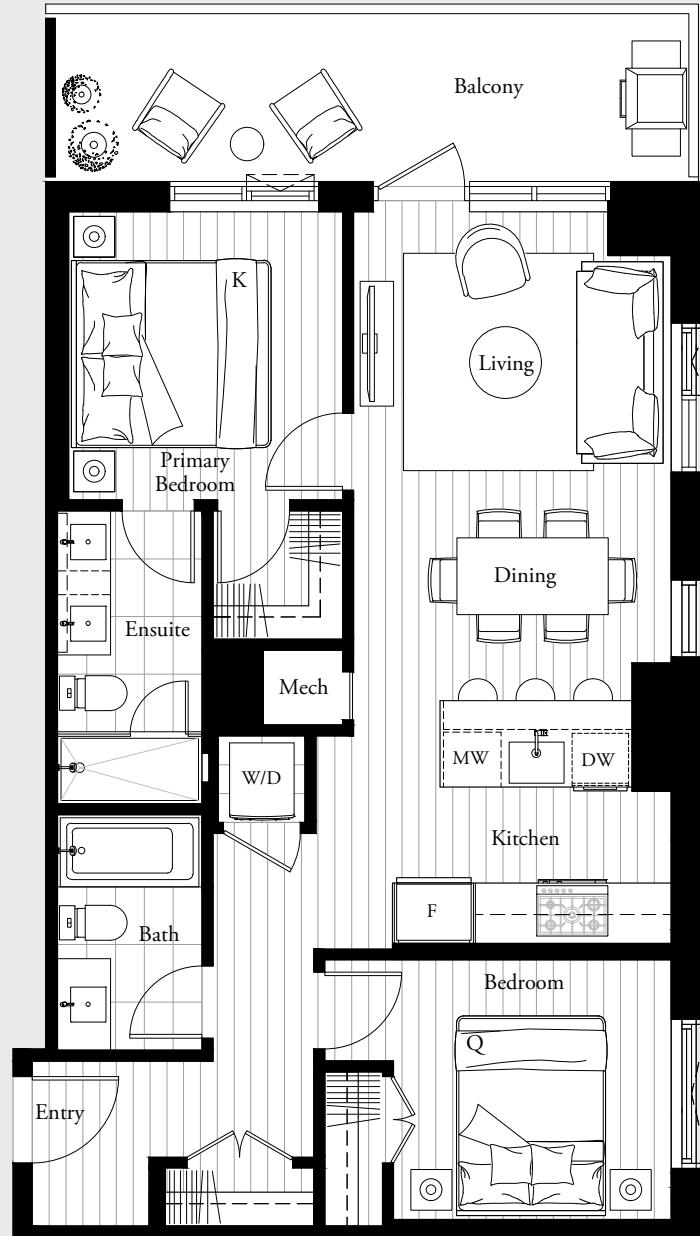 Balcony
K
Living
Primary
Bedroom
Dining
Ensuite
Mech
MW
DW
W/D
Kitchen
F
Bath
Bedroom
Q
Entry